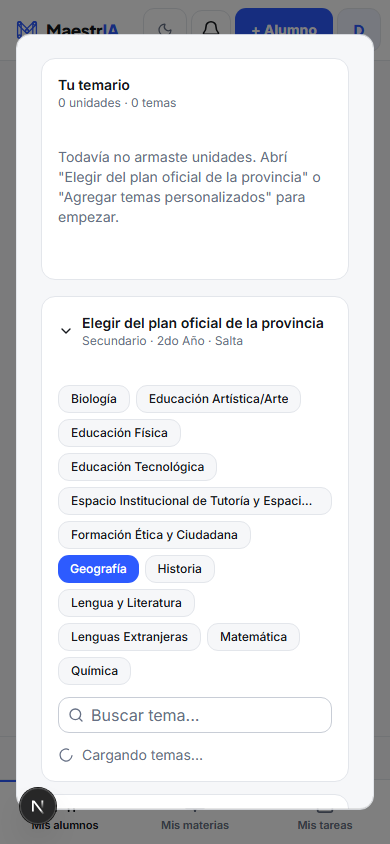 MaestrIA
+ Alumno
D
Tu temario
0 unidades · 0 temas
Todavía no armaste unidades. Abrí
"Elegir del plan oficial de la provincia" o
"Agregar temas personalizados" para
empezar.
Elegir del plan oficial de la provincia
Secundario · 2do Año · Salta
Biología
Educación Artística/Arte
Educación Física
Educación Tecnológica
Espacio Institucional de Tutoría y Espaci...
Formación Ética y Ciudadana
Geografía
Historia
Lengua y Literatura
Lenguas Extranjeras
Matemática
Química
Buscar tema...
Cargando temas...
N
Mis alumnos
Mis materias
Mis tareas